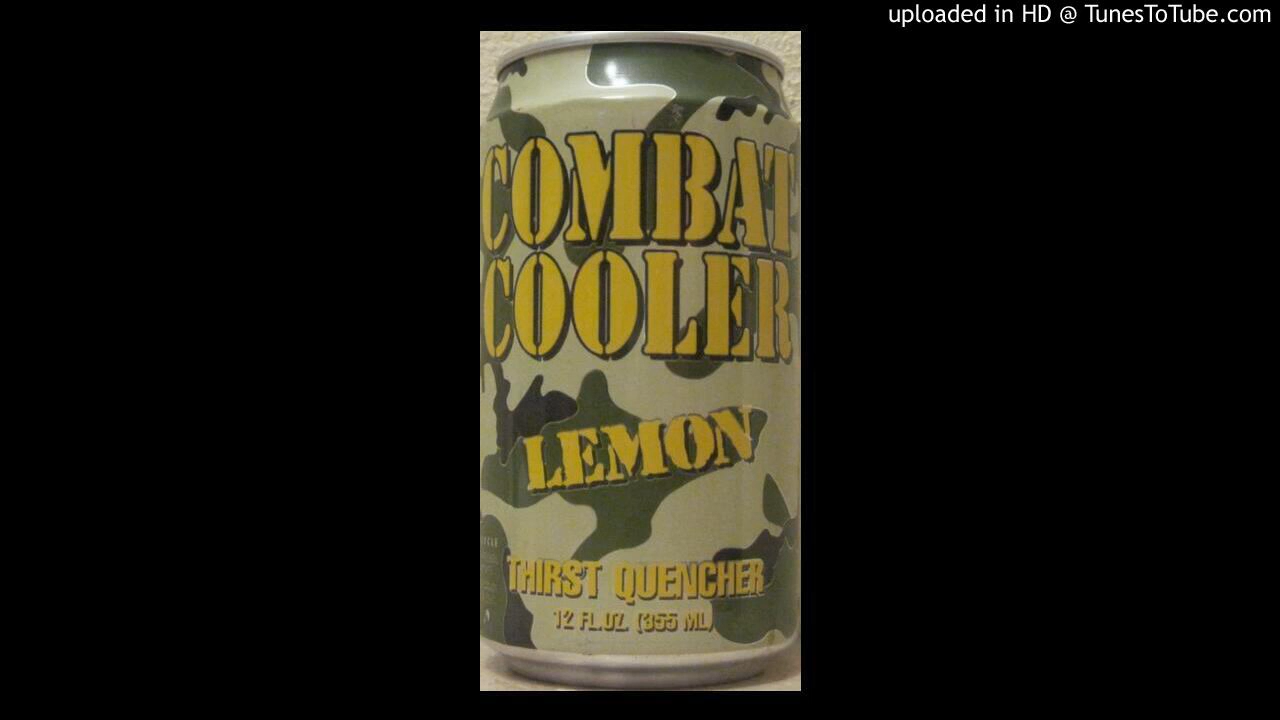 uploaded in HD @ TunesToTube.com
COMBAT
COOLER
LEMON
THIRST QUENCHER
12 FL.OZ. (355 ML)